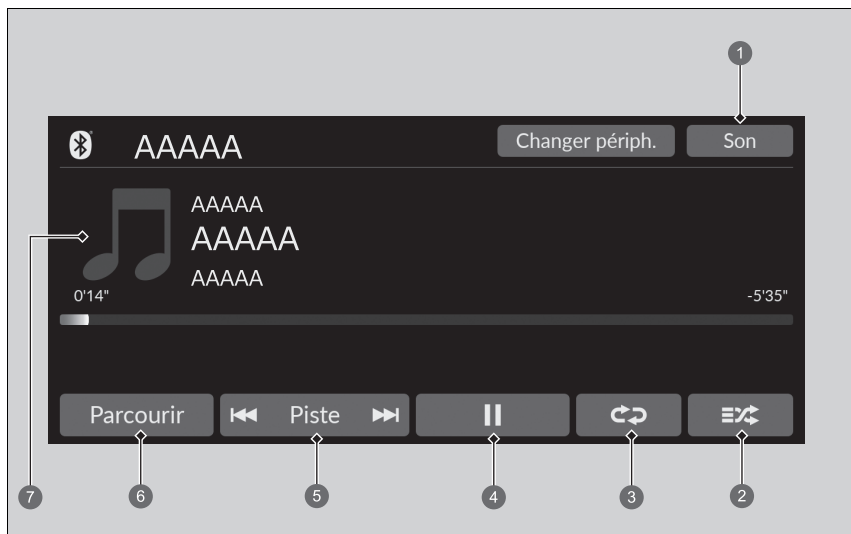 1
AAAAA
Changer périph.
Son
AAAAA
AAAAA
AAAAA
0'14"
-5'35"
Parcourir
Piste
7
6
5
4
3
2